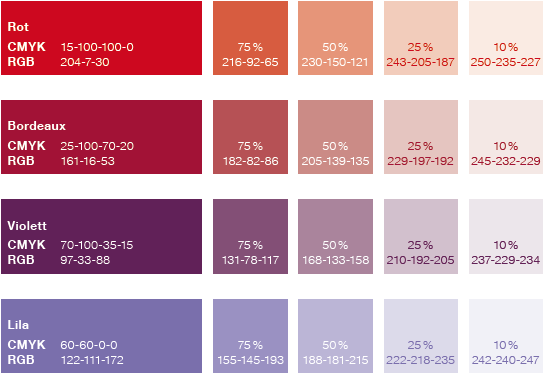 Rot
CMYK 15-100-100-0 75 % 50 % 25 % 10 %
RGB 204-7-30 216-92-65 230-150-121 243-205-187 250-235-227
Bordeaux
CMYK 25-100-70-20 75 % 50 % 25 % 10 %
RGB 161-16-53 182-82-86 205-139-135 229-197-192 245-232-229
Violett
CMYK 70-100-35-15 75 % 50 % 25 % 10 %
RGB 97-33-88 131-78-117 168-133-158 210-192-205 237-229-234
Lila
CMYK 60-60-0-0 75 % 50 % 25 % 10 %
RGB 122-111-172 155-145-193 188-181-215 222-218-235 242-240-247